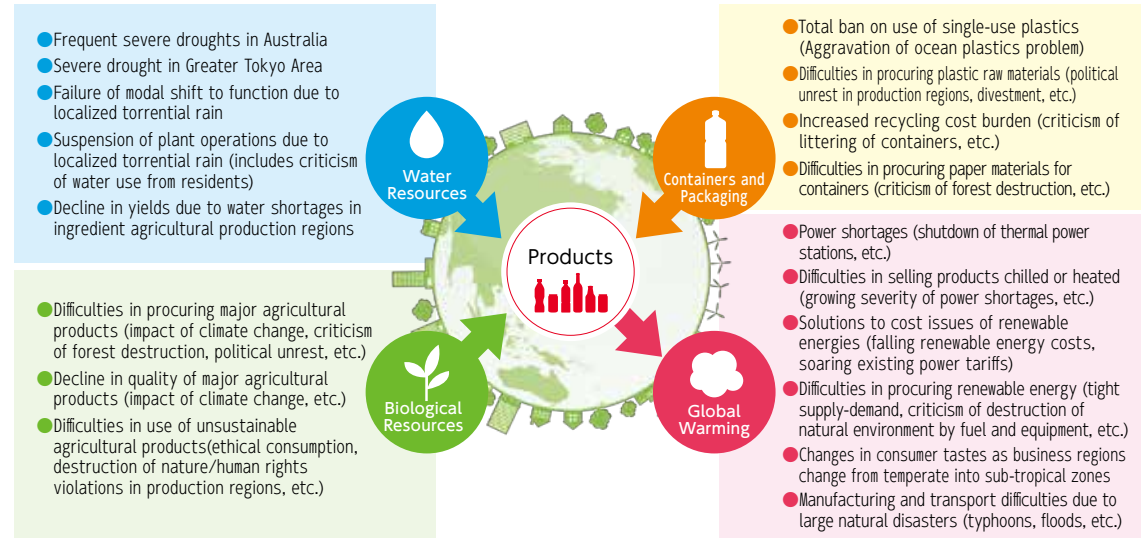 ●Frequent severe droughts in Australia
●Severe drought in Greater Tokyo Area
●Failure of modal shift to function due to
localized torrential rain
●Suspension of plant operations due to
localized torrential rain (includes criticism
of water use from residents)
●Decline in yields due to water shortages in
ingredient agricultural production regions
Water
Resources
●Total ban on use of single-use plastics
(Aggravation of ocean plastics problem)
●Difficulties in procuring plastic raw materials (political
unrest in production regions, divestment, etc.)
●Increased recycling cost burden (criticism of
littering of containers, etc.)
●Difficulties in procuring paper materials for
containers (criticism of forest destruction, etc.)
Containers and
Packaging
Products
●Difficulties in procuring major agricultural
products (impact of climate change, criticism
of forest destruction, political unrest, etc.)
●Decline in quality of major agricultural
products (impact of climate change, etc.)
●Difficulties in use of unsustainable
agricultural products(ethical consumption,
destruction of nature/human rights
violations in production regions, etc.)
Biological
Resources
●Power shortages (shutdown of thermal power
stations, etc.)
●Difficulties in selling products chilled or heated
(growing severity of power shortages, etc.)
●Solutions to cost issues of renewable
energies (falling renewable energy costs,
soaring existing power tariffs)
●Difficulties in procuring renewable energy (tight
supply-demand, criticism of destruction of
natural environment by fuel and equipment, etc.)
●Changes in consumer tastes as business regions
change from temperate into sub-tropical zones
●Manufacturing and transport difficulties due to
large natural disasters (typhoons, floods, etc.)
Global
Warming